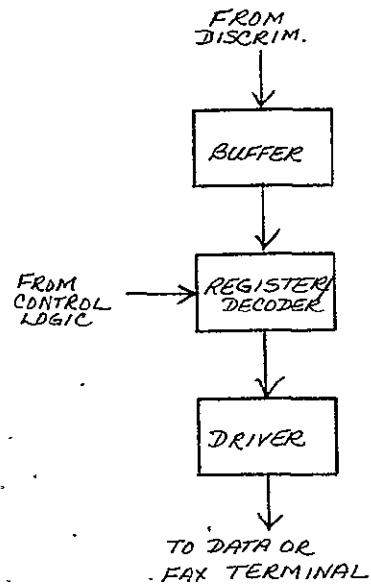 FROM
DISCRIM.
BUFFER
REGISTER/
DECODER
FROM
CONTROL
LOGIC
DRIVER
TO DATA OR
FAX TERMINAL